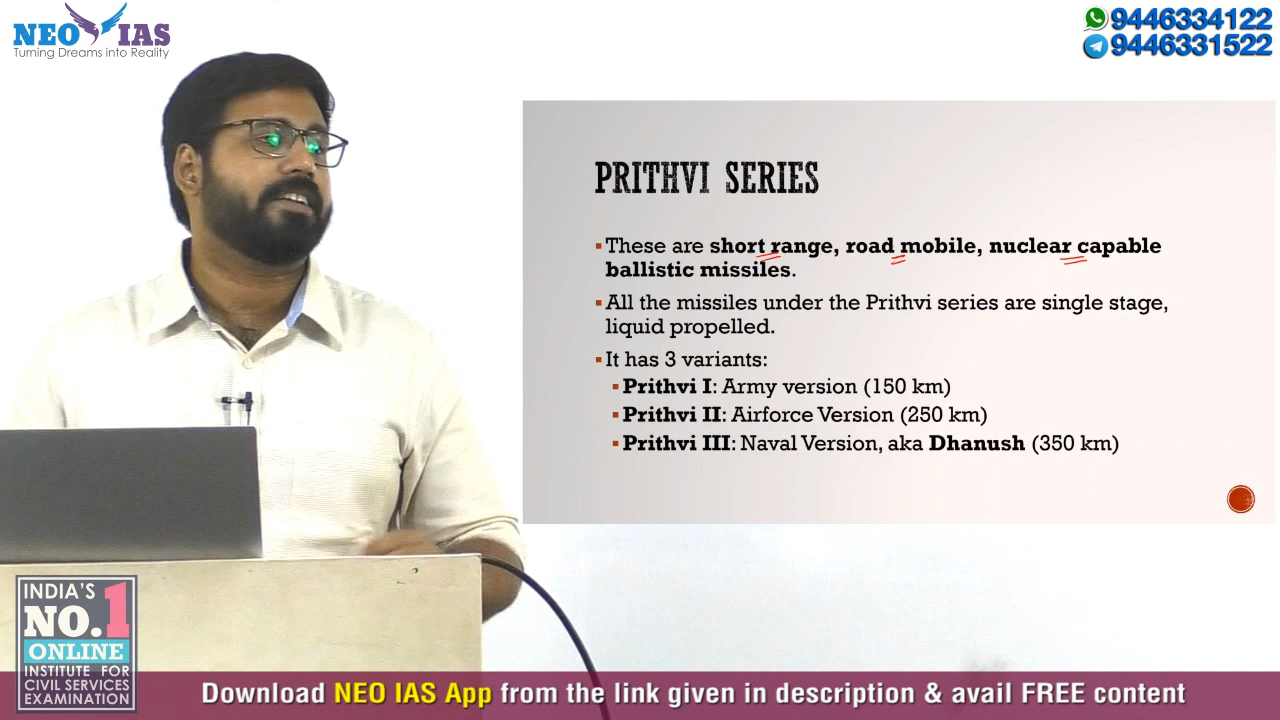 NEO IAS
Turning Dreams into Reality
9446334122
9446331522
PRITHVI SERIES
These are short range, road mobile, nuclear capable
ballistic missiles.
All the missiles under the Prithvi series are single stage,
liquid propelled.
It has 3 variants:
Prithvi I: Army version (150 km)
Prithvi II: Airforce Version (250 km)
Prithvi III: Naval Version, aka Dhanush (350 km)
INDIA'S
NO.1
ONLINE
INSTITUTE FOR
CIVIL SERVICES
EXAMINATION
Download NEO IAS App from the link given in description & avail FREE content